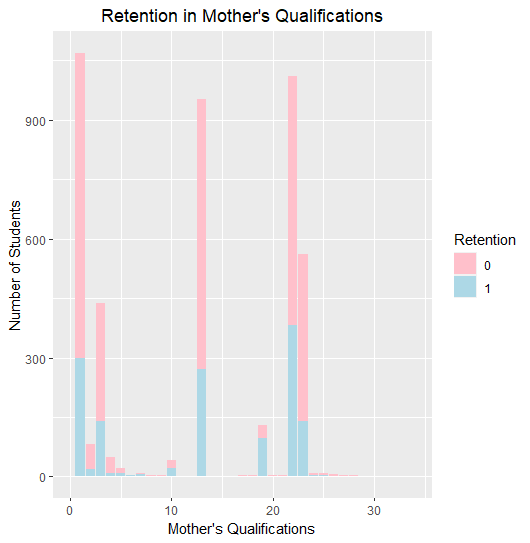 Retention in Mother's Qualifications
Number of Students
900
600
300
0
0
10
20
30
Mother's Qualifications
Retention
0
1